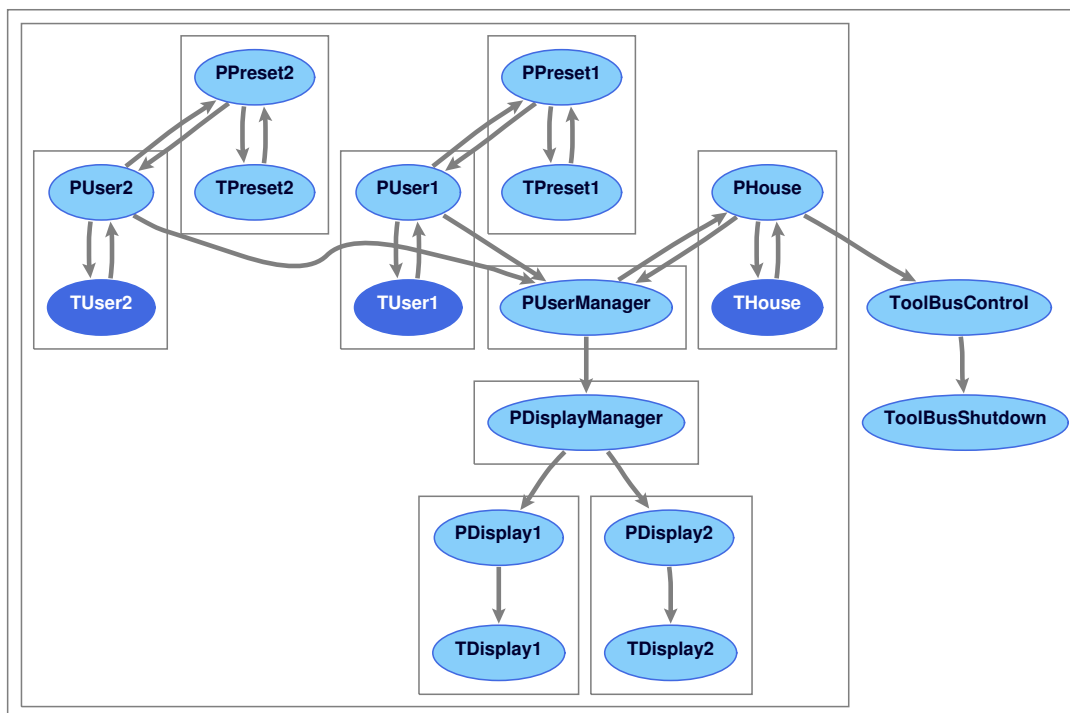 PPreset2
PPreset1
PUser2
TPreset2
PUser1
TPreset1
PHouse
TUser2
TUser1
PUserManager
THouse
ToolBusControl
PDisplayManager
ToolBusShutdown
PDisplay1
PDisplay2
TDisplay1
TDisplay2